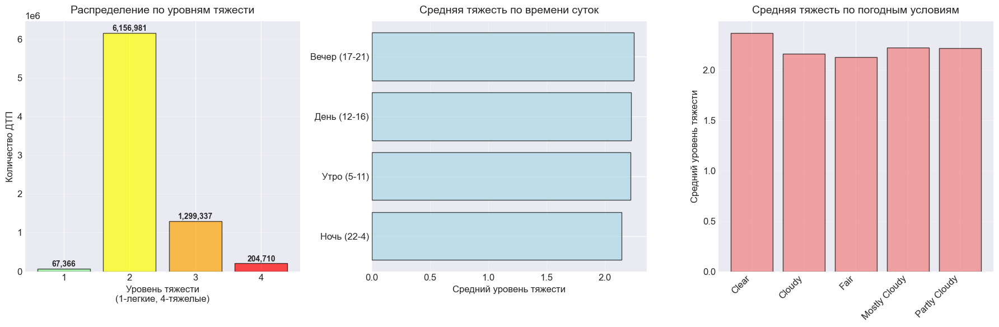 Распределение по уровням тяжести
1e6
6,156,981
1,299,337
204,710
67,366
6
5
4
3
2
1
0
Количество ДТП
1
2
3
4
Уровень тяжести
(1-легкие, 4-тяжелые)
Средняя тяжесть по времени суток
Вечер (17-21)
День (12-16)
Утро (5-11)
Ночь (22-4)
0.0
0.5
1.0
1.5
2.0
Средний уровень тяжести
Средняя тяжесть по погодным условиям
2.0
1.5
1.0
0.5
0.0
Средний уровень тяжести
Clear
Cloudy
Fair
Mostly Cloudy
Partly Cloudy